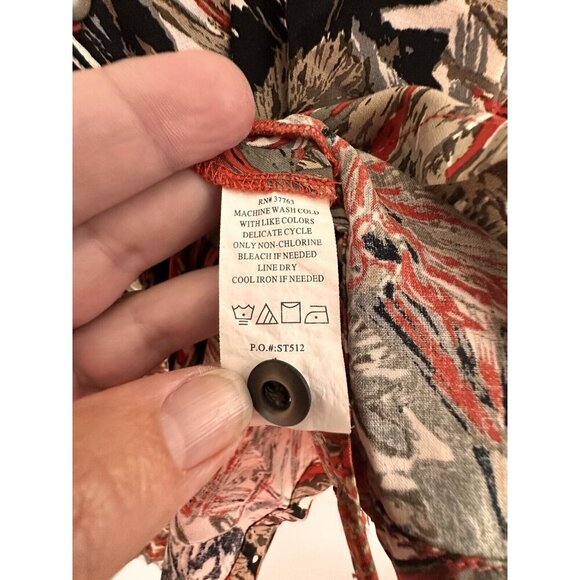 RN# 37763
MACHINE WASH COLD
WITH LIKE COLORS
DELICATE CYCLE
ONLY NON-CHLORINE
BLEACH IF NEEDED
LINE DRY
COOL IRON IF NEEDED
P.O.#:ST512